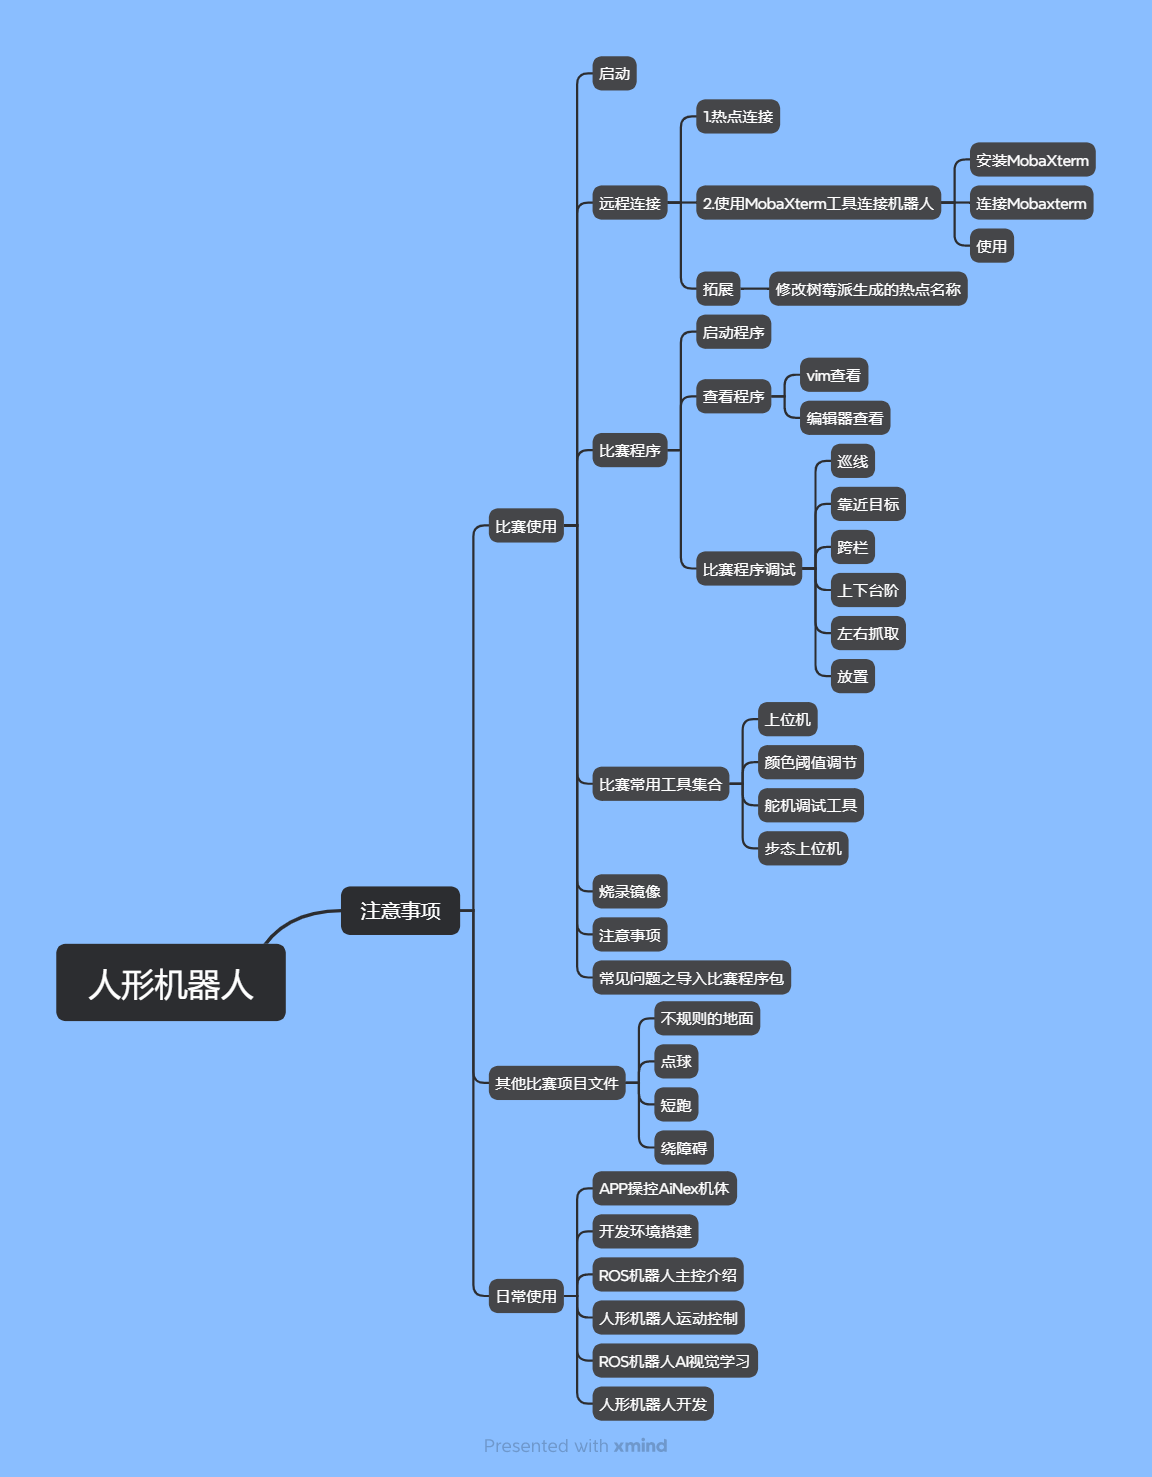 人形机器人
注意事项
比赛使用
启动
远程连接
1.热点连接
2.使用MobaXterm工具连接机器人
安装MobaXterm
连接Mobaxterm
使用
拓展
修改树莓派生成的热点名称
比赛程序
启动程序
查看程序
vim查看
编辑器查看
比赛程序调试
巡线
靠近目标
跨栏
上下台阶
左右抓取
放置
比赛常用工具集合
上位机
颜色阈值调节
舵机调试工具
步态上位机
烧录镜像
注意事项
常见问题之导入比赛程序包
其他比赛项目文件
不规则的地面
点球
短跑
绕障碍
日常使用
APP操控AiNex机体
开发环境搭建
ROS机器人主控介绍
人形机器人运动控制
ROS机器人AI视觉学习
人形机器人开发
Presented with xmind